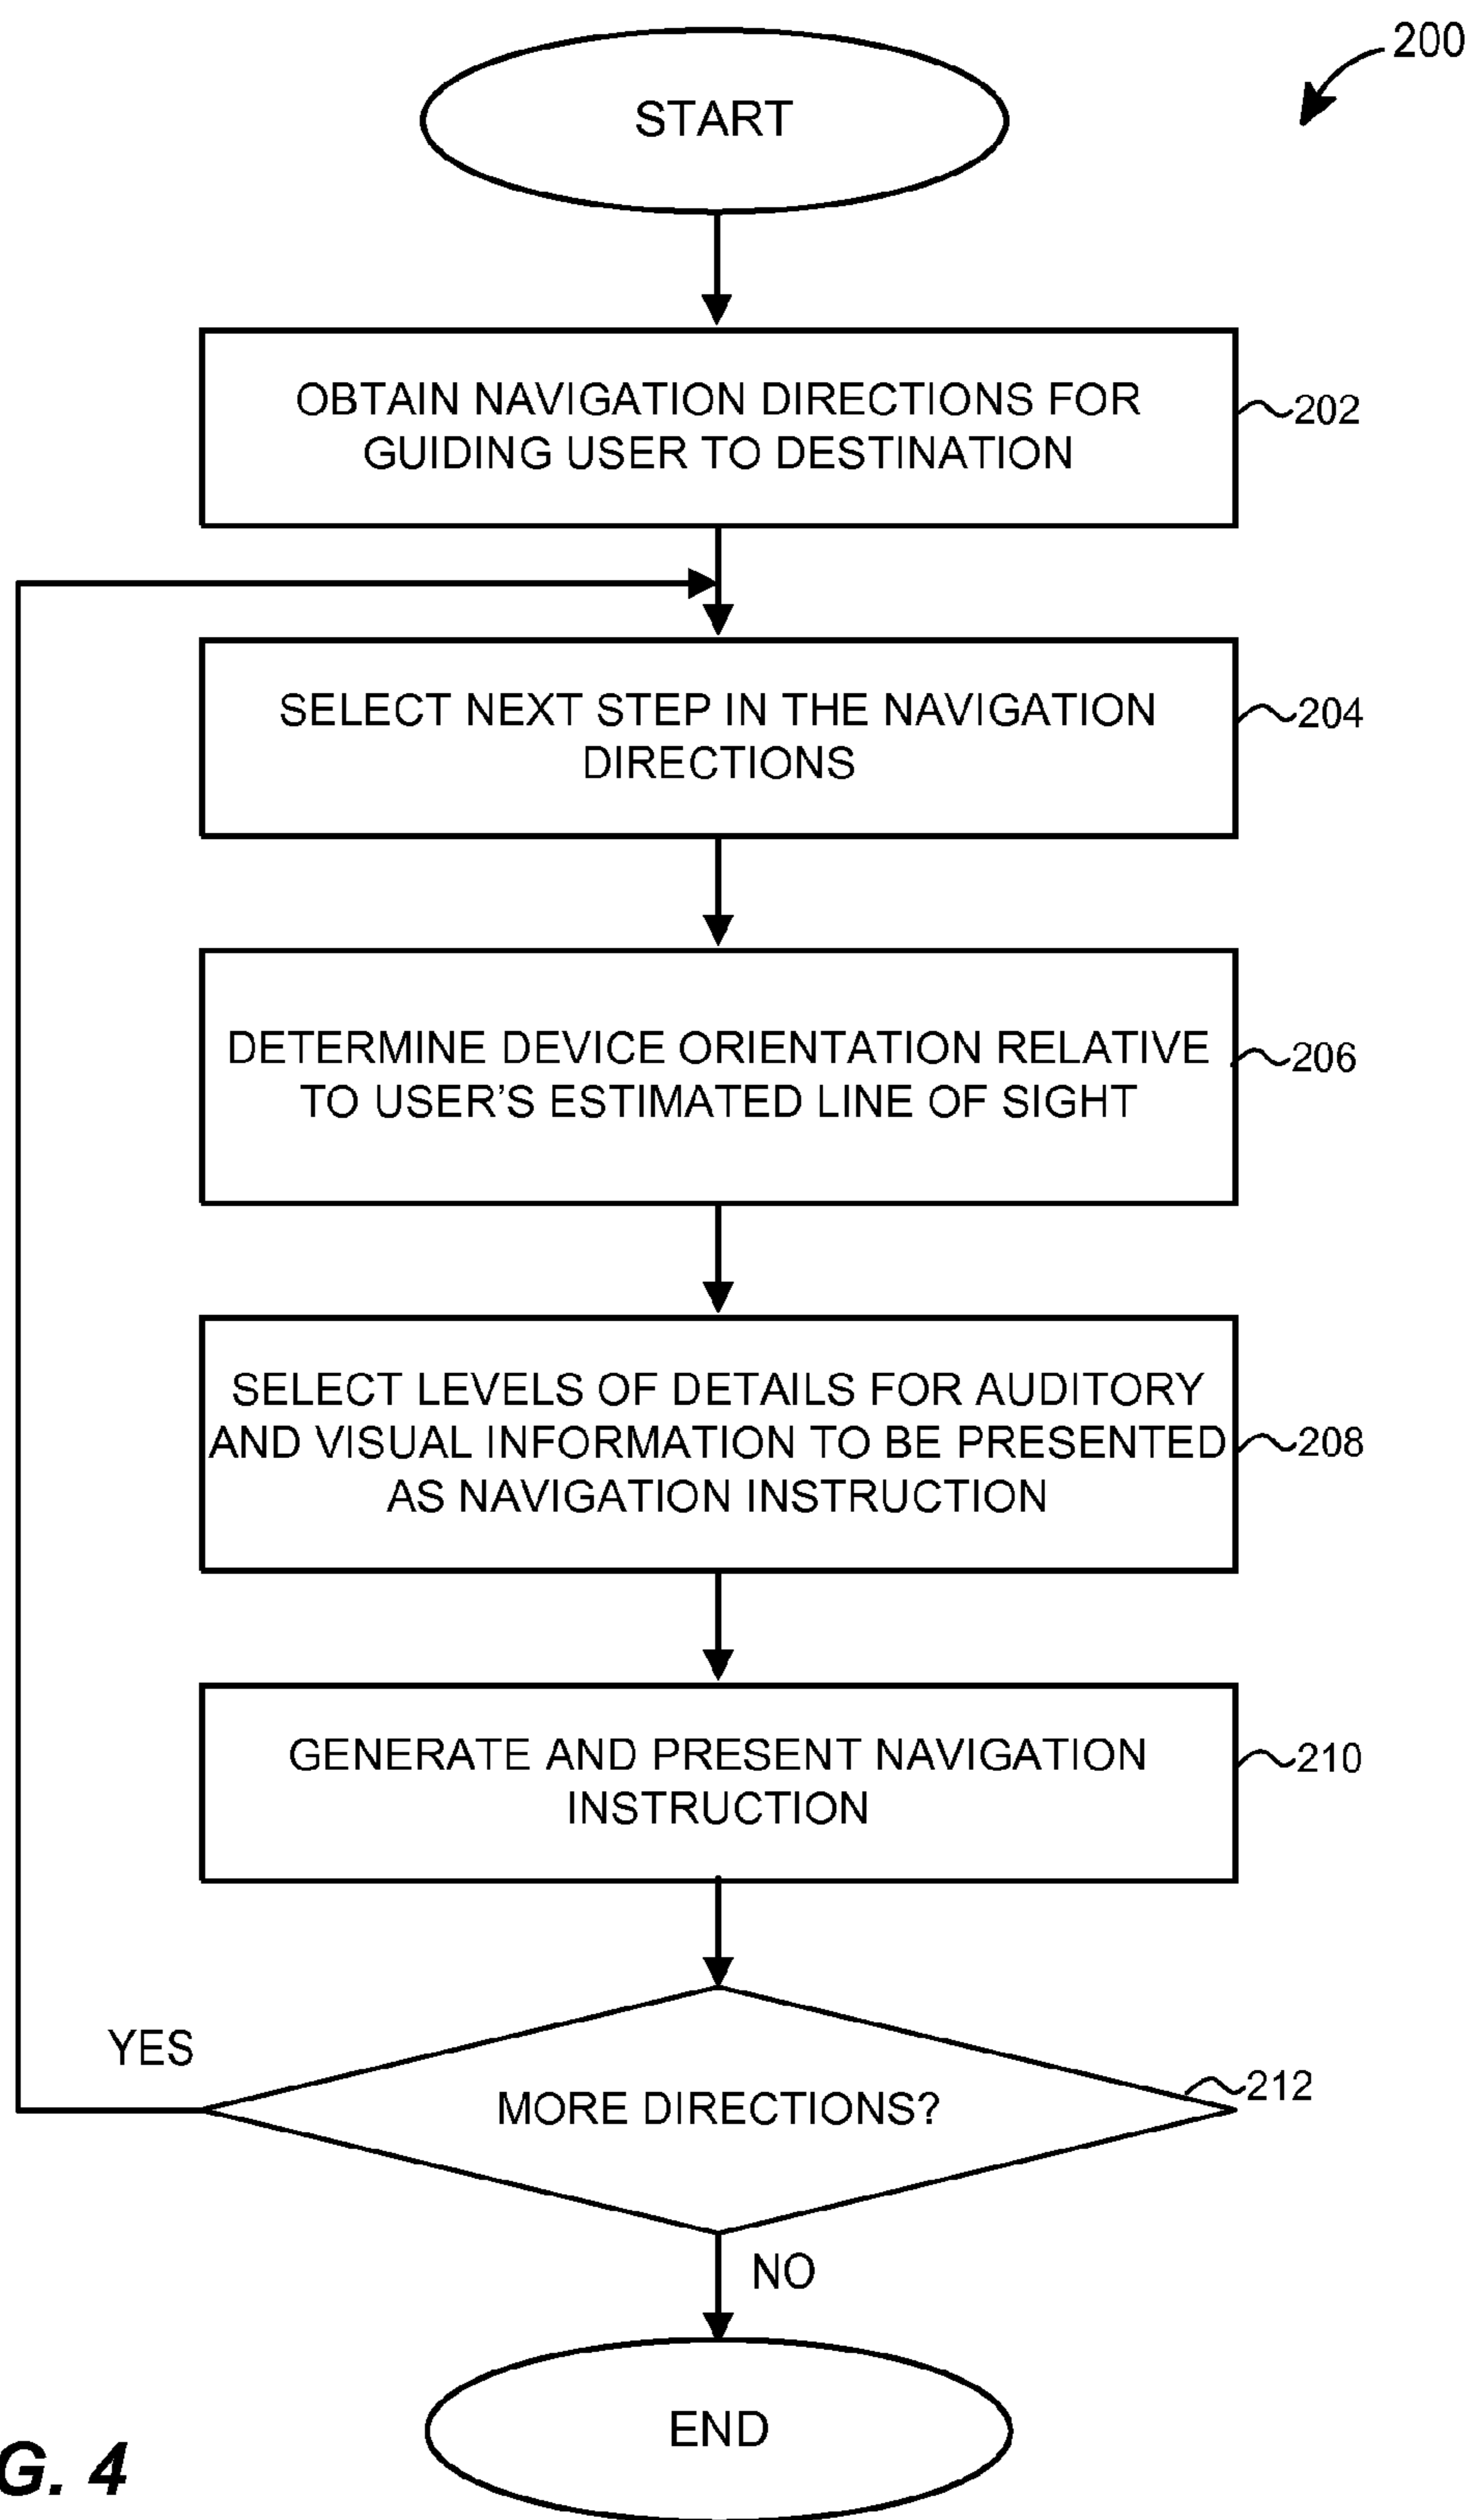 200
START
OBTAIN NAVIGATION DIRECTIONS FOR
GUIDING USER TO DESTINATION
202
SELECT NEXT STEP IN THE NAVIGATION
DIRECTIONS
204
DETERMINE DEVICE ORIENTATION RELATIVE
TO USER'S ESTIMATED LINE OF SIGHT
206
SELECT LEVELS OF DETAILS FOR AUDITORY
AND VISUAL INFORMATION TO BE PRESENTED
AS NAVIGATION INSTRUCTION
208
GENERATE AND PRESENT NAVIGATION
INSTRUCTION
210
YES
MORE DIRECTIONS?
212
NO
END
G. 4